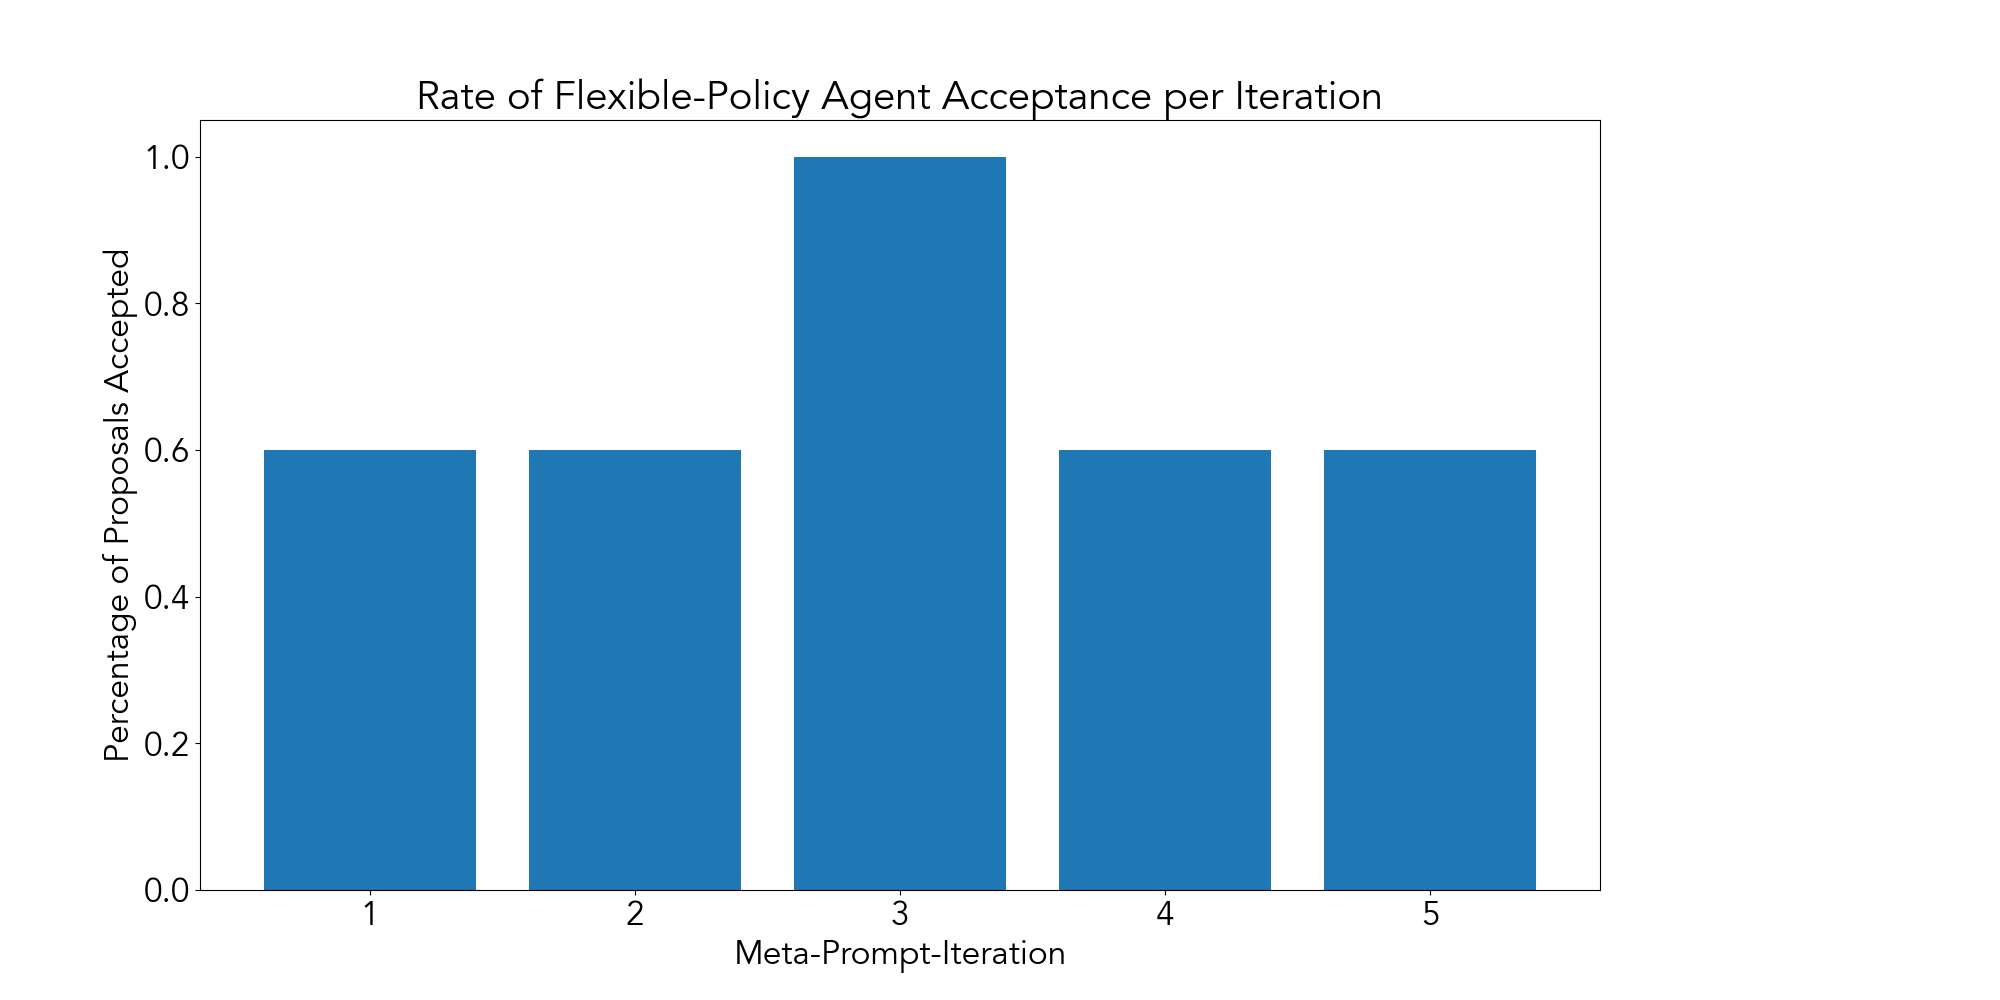 Rate of Flexible-Policy Agent Acceptance per Iteration
Percentage of Proposals Accepted
1.0
0.8
0.6
0.4
0.2
0.0
1 2 3 4 5
Meta-Prompt-Iteration